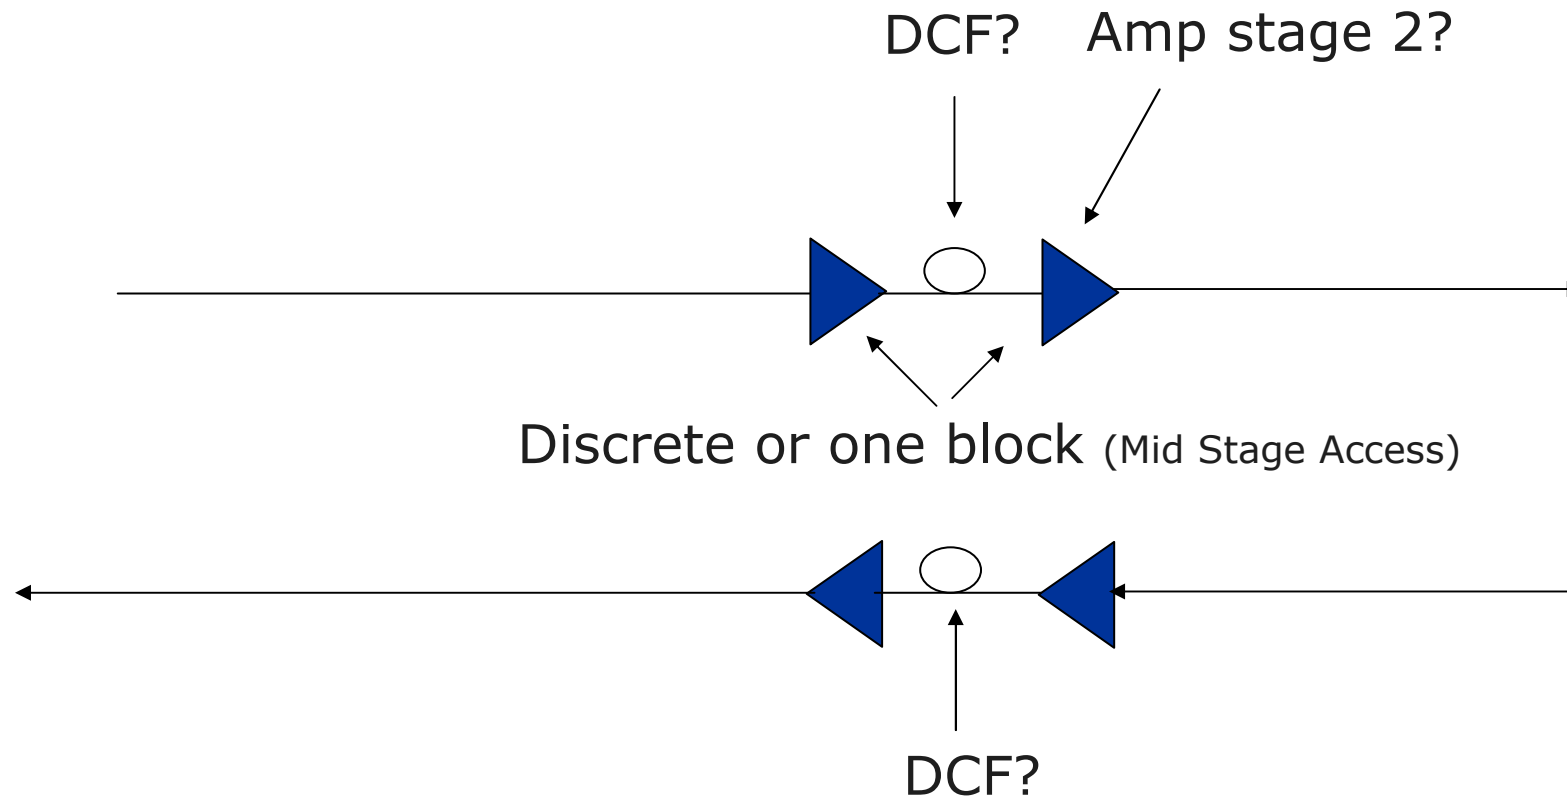 DCF? Amp stage 2?
Discrete or one block (Mid Stage Access)
DCF?